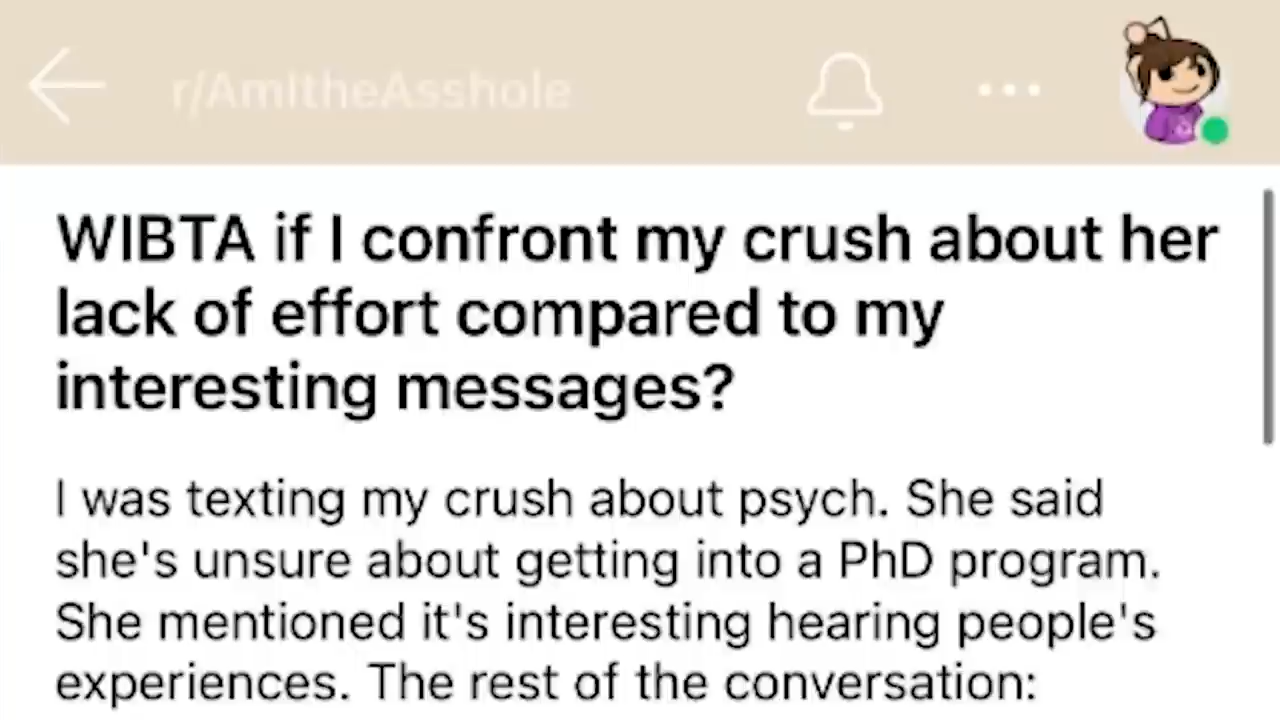 r/AmItheAsshole
WIBTA if I confront my crush about her
lack of effort compared to my
interesting messages?
I was texting my crush about psych. She said
she's unsure about getting into a PhD program.
She mentioned it's interesting hearing people's
experiences. The rest of the conversation: